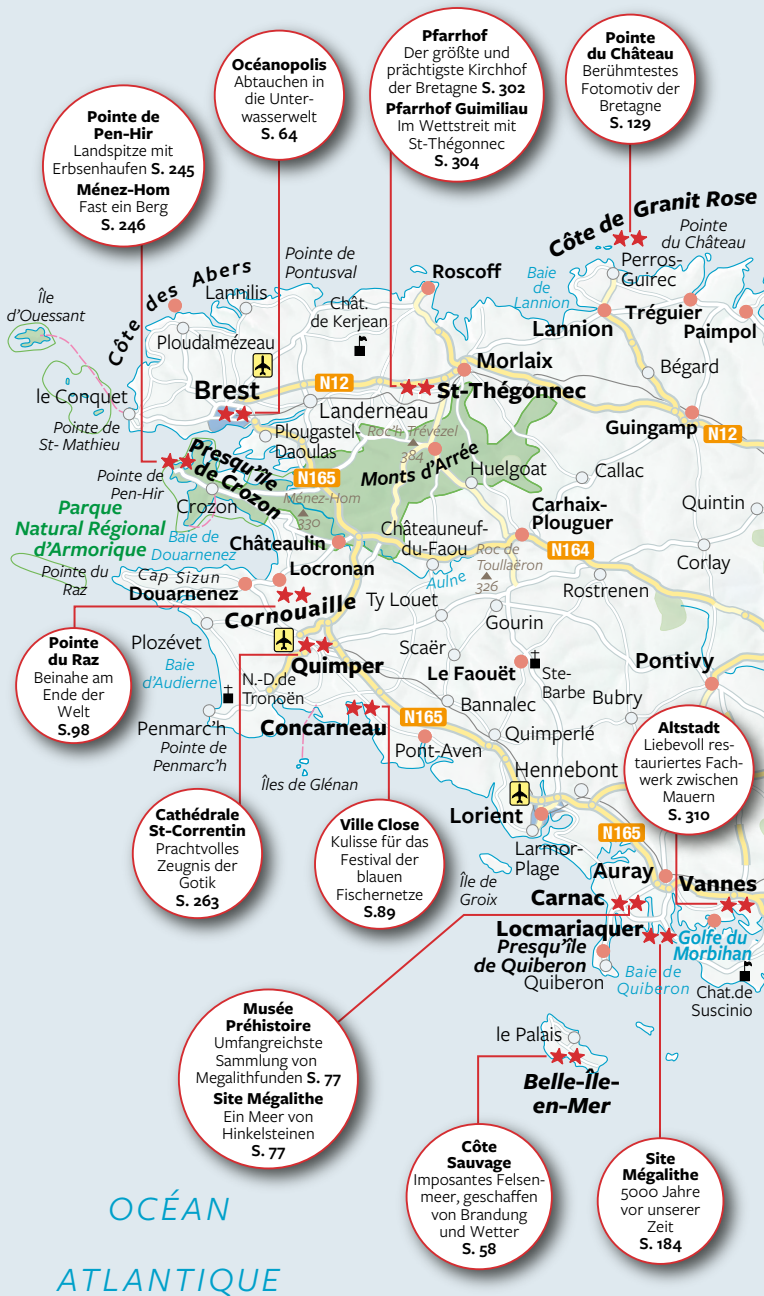 Pfarrhof
Der größte und
prächtigste Kirchhof
der Bretagne S. 302
Pfarrhof Guimiliau
Im Wettstreit mit
St-Thégonnec
S. 304
Pointe
du Château
Berühmtestes
Fotomotiv der
Bretagne
S. 129
Océanopolis
Abtauchen in
die Unter-
wasserwelt
S. 64
Pointe de
Pen-Hir
Landspitze mit
Erbsenhaufen S. 245
Ménez-Hom
Fast ein Berg
S. 246
Côte de Granit Rose
Pointe
du Château
Perros-
Guirec
Baie
de
Lannion
Pointe de
Pontusval
Roscoff
Côte des Abers
Lannilis
Île
d'Ouessant
Chât.
de Kerjean
Lannion
Tréguier
Paimpol
Ploudalmézeau
Morlaix
Bégard
le Conquet
Brest
N12
St-Thégonnec
Landerneau
Guingamp
N12
Pointe de
St- Mathieu
Plougastel-
Daoulas
Roc'h Trévézel
384
Monts d'Arrée
Presqu'île
de Crozon
N165
Huelgoat
Callac
Pointe de
Pen-Hir
Crozon
Ménez-Hom
330
Quintin
Parque
Natural Régional
d'Armorique
Baie de
Douarnenez
Châteaulin
Châteauneuf-
du-Faou
Carhaix-
Plouguer
Roc de
Toullaëron
326
N164
Corlay
Pointe du
Raz
Cap Sizun
Douarnenez
Locronan
Aulne
Rostrenen
Cornouaille
Ty Louet
Gourin
Pointe
du Raz
Beinahe am
Ende der
Welt
S.98
Plozévet
Quimper
Scaër
Le Faouët
Ste-
Barbe
Pontivy
Baie
d'Audierne
N.-D.de
Tronoën
Bannalec
Bubry
Penmarc'h
Pointe de
Penmarc'h
Concarneau
N165
Pont-Aven
Quimperlé
Altstadt
Liebevoll res-
tauriertes Fach-
werk zwischen
Mauern
S. 310
Îles de Glénan
Hennebont
Cathédrale
St-Correntin
Prachtvolles
Zeugnis der
Gotik
S. 263
Ville Close
Kulisse für das
Festival der
blauen
Fischernetze
S.89
Lorient
N165
Larmor-
Plage
Île de
Groix
Auray
Vannes
Carnac
Locmariaquer
Golfe du
Morbihan
Presqu'île
de Quiberon
Quiberon
Baie de
Quiberon
Chat.de
Suscinio
Musée
Préhistoire
Umfangreichste
Sammlung von
Megalithfunden S. 77
Site Mégalithe
Ein Meer von
Hinkelsteinen
S. 77
le Palais
Belle-Île-
en-Mer
Côte
Sauvage
Imposantes Felsen-
meer, geschaffen
von Brandung
und Wetter
S. 58
Site
Mégalithe
5000 Jahre
vor unserer
Zeit
S. 184
OCÉAN
ATLANTIQUE